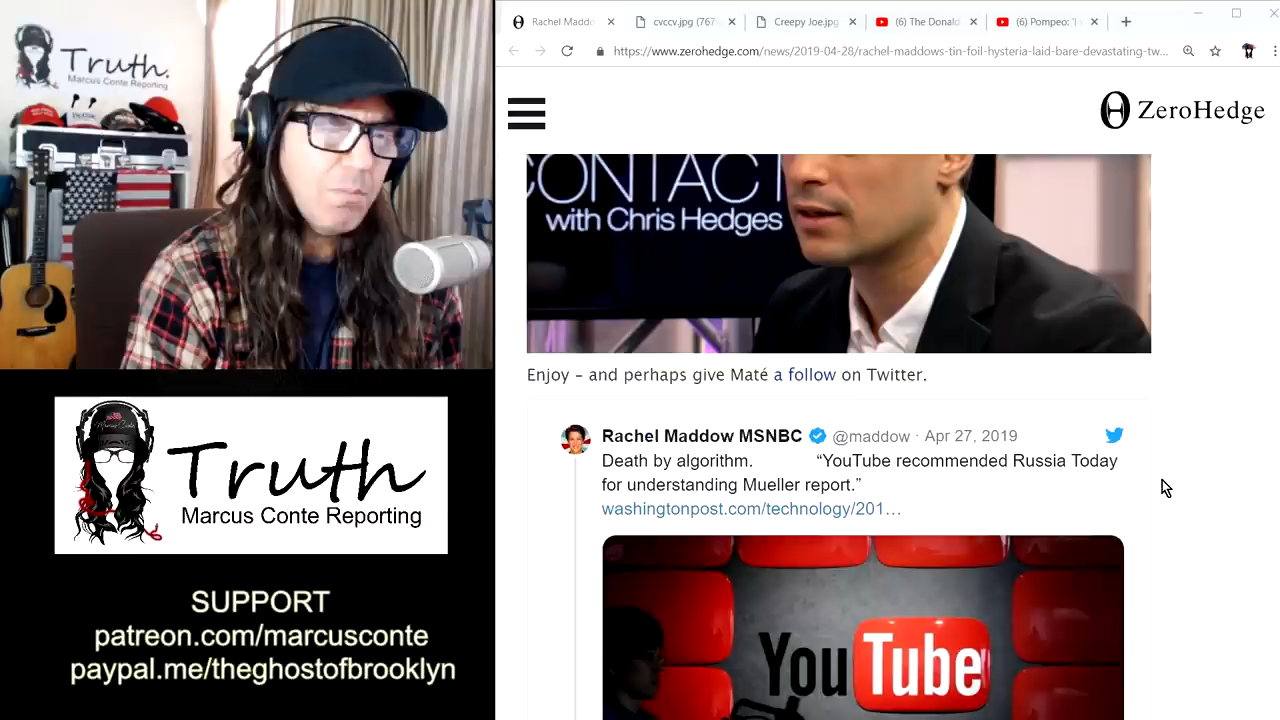 Truth.
Marcus Conte Reporting
Rachel Maddo
cvccv.jpg (767
Creepy Joe.jpg
(6) The Donald
(6) Pompeo: 'I
https://www.zerohedge.com/news/2019-04-28/rachel-maddows-tin-foil-hysteria-laid-bare-devastating-tw...
ZeroHedge
CONTACT
with Chris Hedges
Enjoy – and perhaps give Maté a follow on Twitter.
Rachel Maddow MSNBC @maddow · Apr 27, 2019
Death by algorithm. “YouTube recommended Russia Today
for understanding Mueller report.”
washingtonpost.com/technology/201…
YouTube
Truth
Marcus Conte Reporting
SUPPORT
patreon.com/marcusconte
paypal.me/theghostofbrooklyn